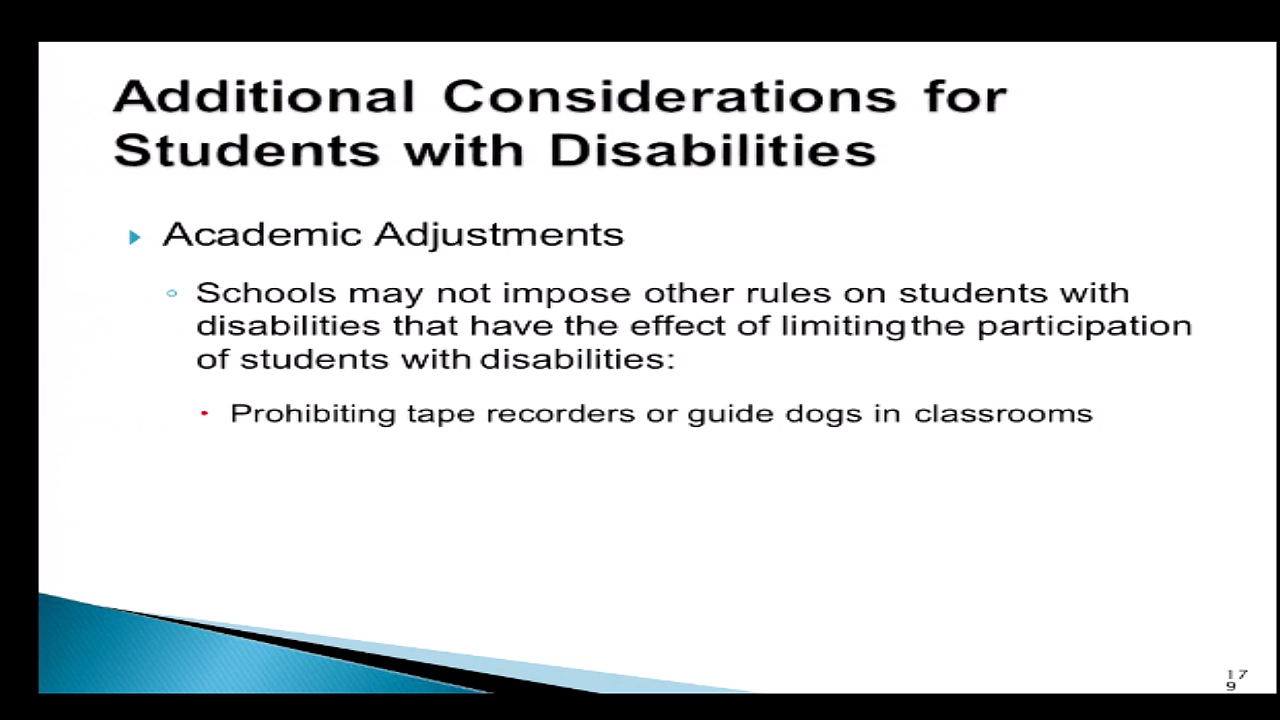 Additional Considerations for
Students with Disabilities
Academic Adjustments
Schools may not impose other rules on students with
disabilities that have the effect of limiting the participation
of students with disabilities:
Prohibiting tape recorders or guide dogs in classrooms
17
9